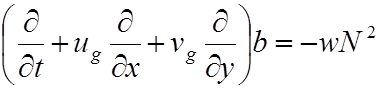 (∂/∂t + u_g ∂/∂x + v_g ∂/∂y) b = −wN²